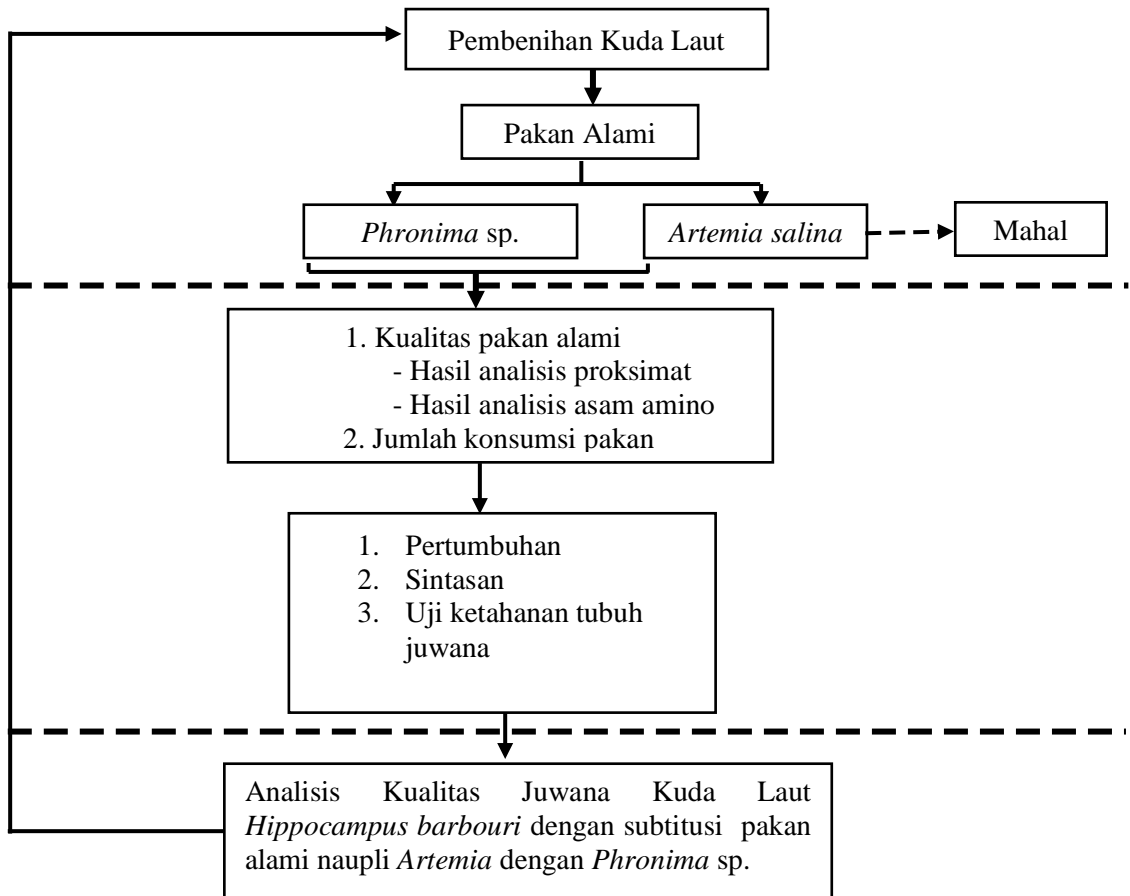 Pembenihan Kuda Laut
Pakan Alami
Phronima sp.
Artemia salina
Mahal
1. Kualitas pakan alami
- Hasil analisis proksimat
- Hasil analisis asam amino
2. Jumlah konsumsi pakan
1. Pertumbuhan
2. Sintasan
3. Uji ketahanan tubuh
juwana
Analisis Kualitas Juwana Kuda Laut
Hippocampus barbouri dengan subtitusi pakan
alami naupli Artemia dengan Phronima sp.